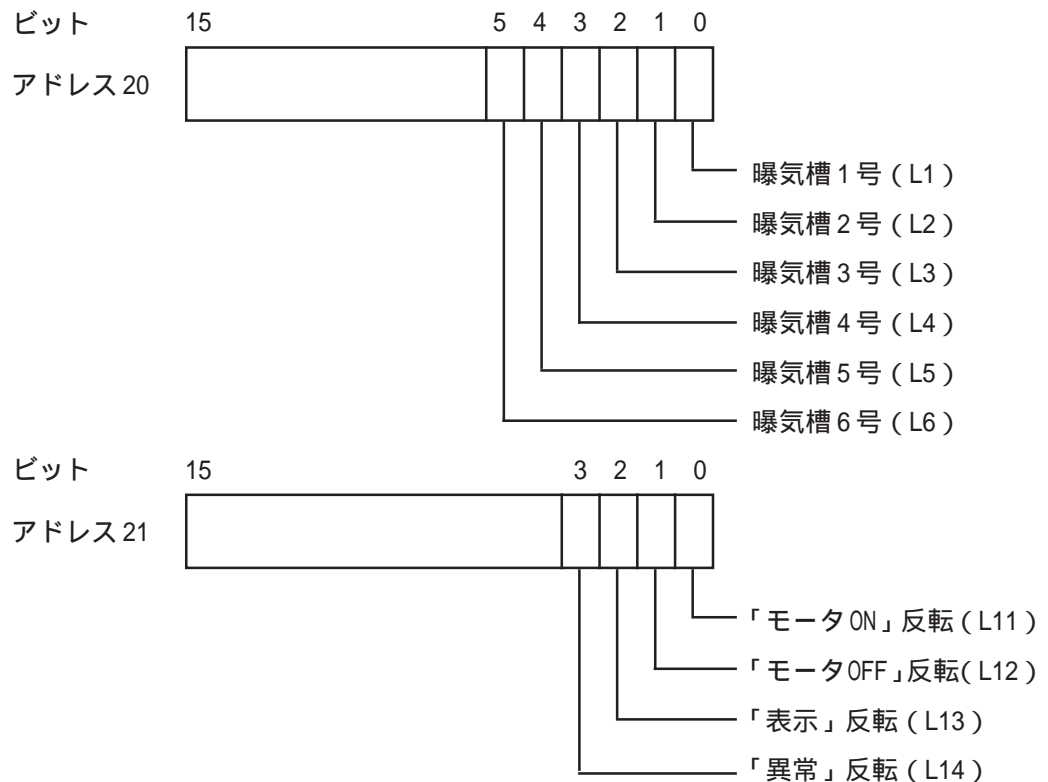 ビット 15 5 4 3 2 1 0
アドレス20
曝気槽1号(L1)
曝気槽2号(L2)
曝気槽3号(L3)
曝気槽4号(L4)
曝気槽5号(L5)
曝気槽6号(L6)
ビット 15 3 2 1 0
アドレス21
「モータON」反転(L11)
「モータOFF」反転(L12)
「表示」反転(L13)
「異常」反転(L14)